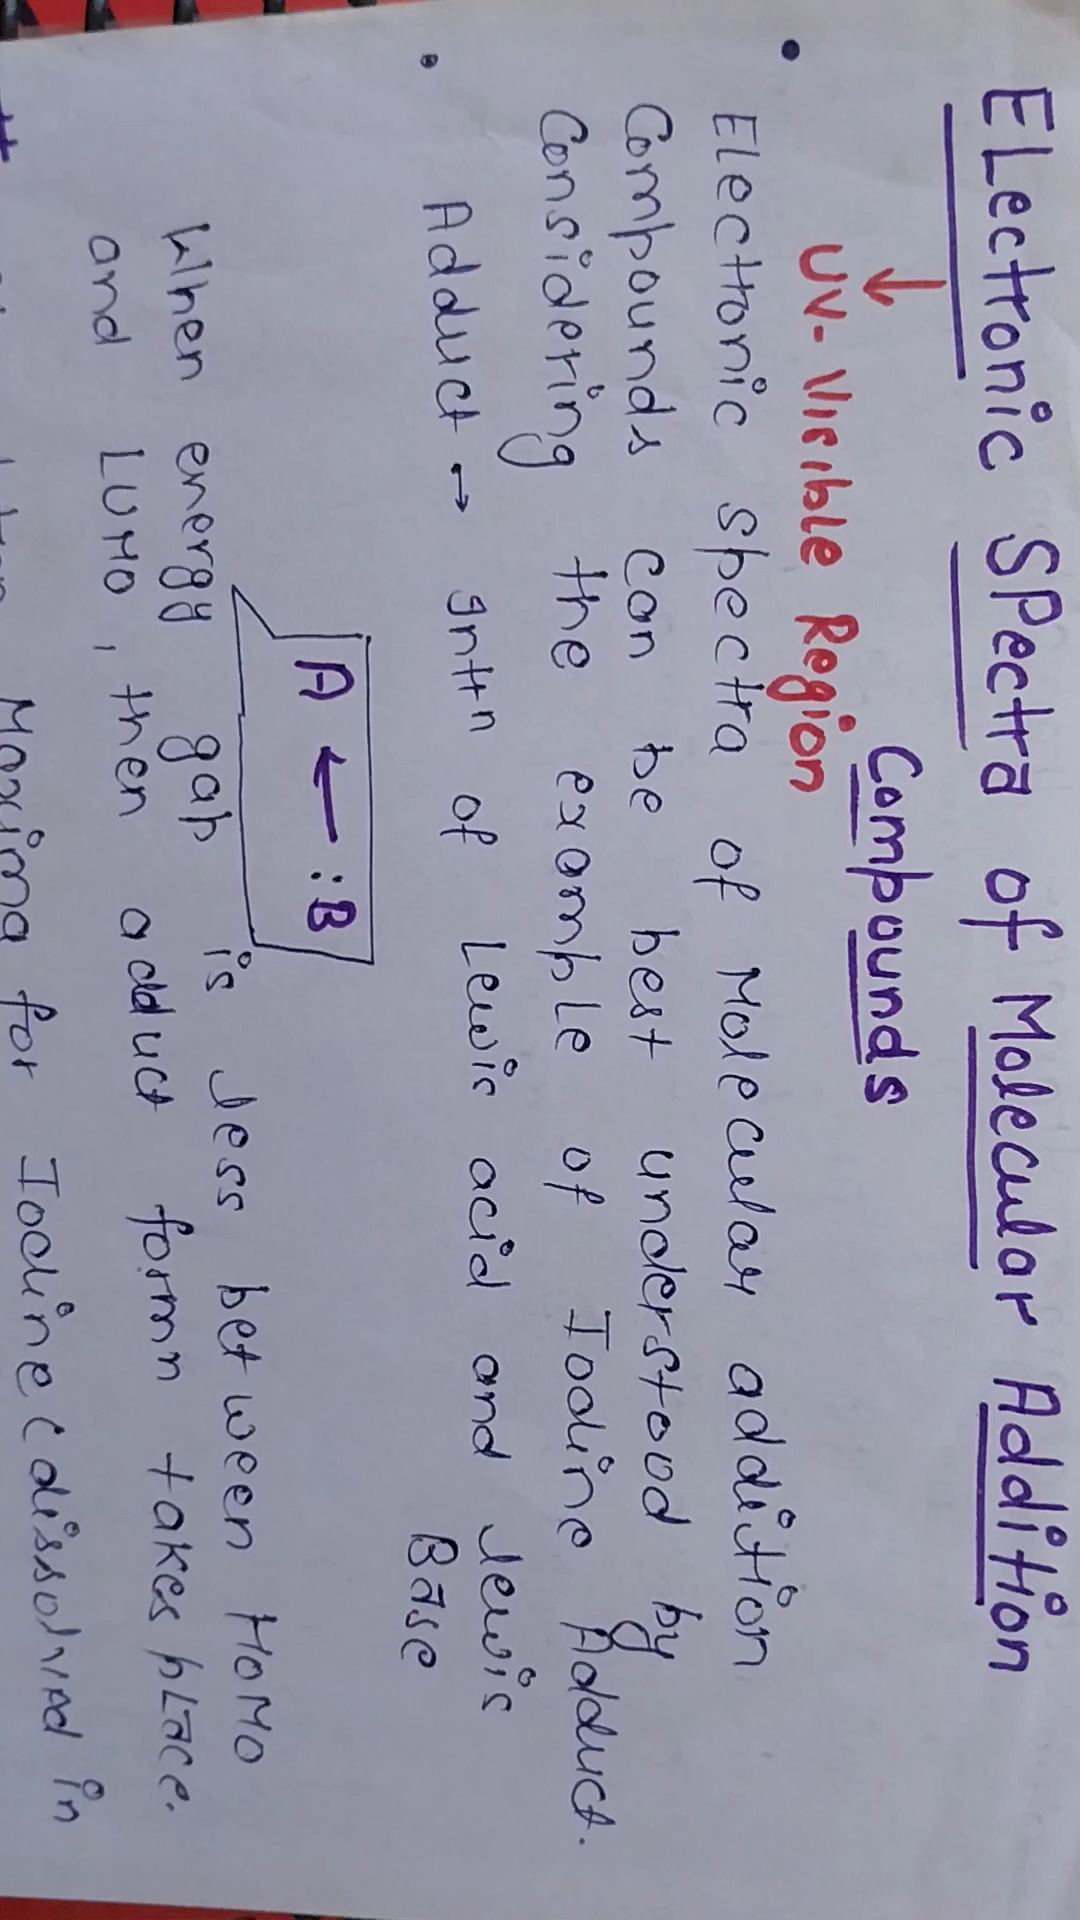 Electronic Spectra of Molecular Addition
Compounds
↓
UV-Visible Region
• Electronic spectra of Molecular addition
Compounds can be best understood by
Considering the example of Iodine Adduct.
• Adduct → Intrn of Lewis acid and Lewis
Base
A ← :B
When energy gap is less between HOMO
and LUMO, then adduct form takes place.
Maxima for Iodine (dissolved in